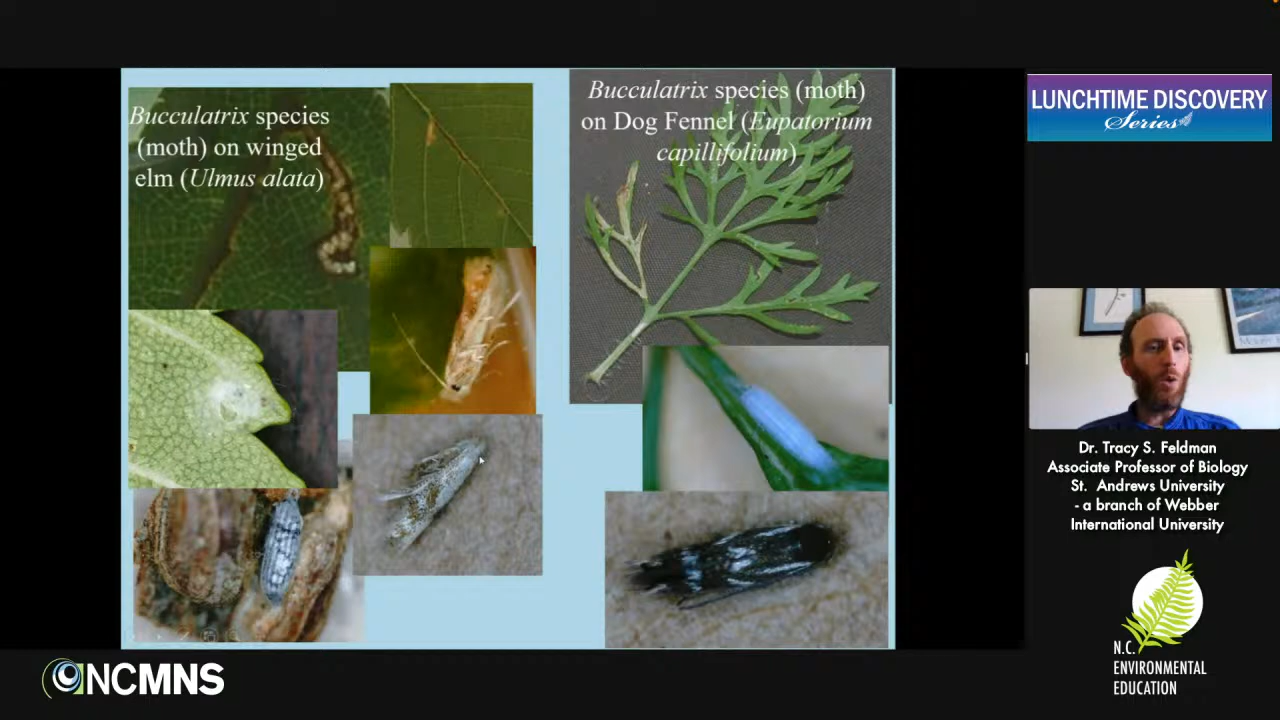 Bucculatrix species
(moth) on winged
elm (Ulmus alata)
Bucculatrix species (moth)
on Dog Fennel (Eupatorium
capillifolium)
LUNCHTIME DISCOVERY
Series
Dr. Tracy S. Feldman
Associate Professor of Biology
St. Andrews University
- a branch of Webber
International University
N.C.
ENVIRONMENTAL
EDUCATION
NCMNS